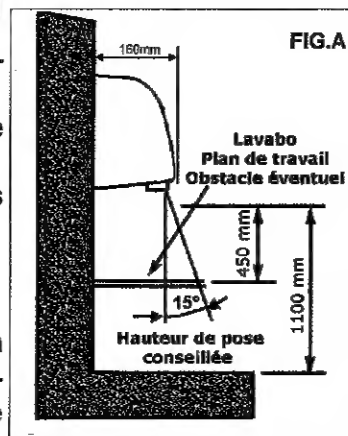 FIG.A
160mm
Lavabo
Plan de travail
Obstacle éventuel
450 mm
1100 mm
15°
Hauteur de pose
conseillée